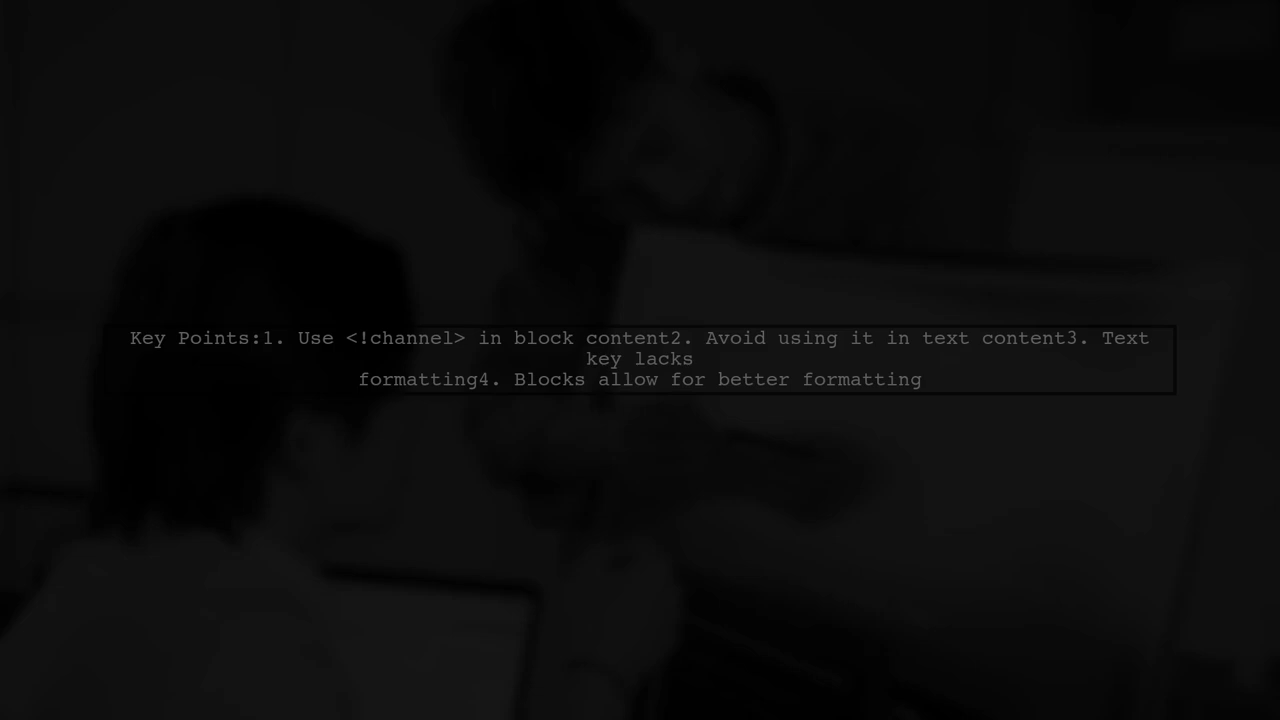 Key Points:1. Use <!channel> in block content2. Avoid using it in text content3. Text
key lacks
formatting4. Blocks allow for better formatting